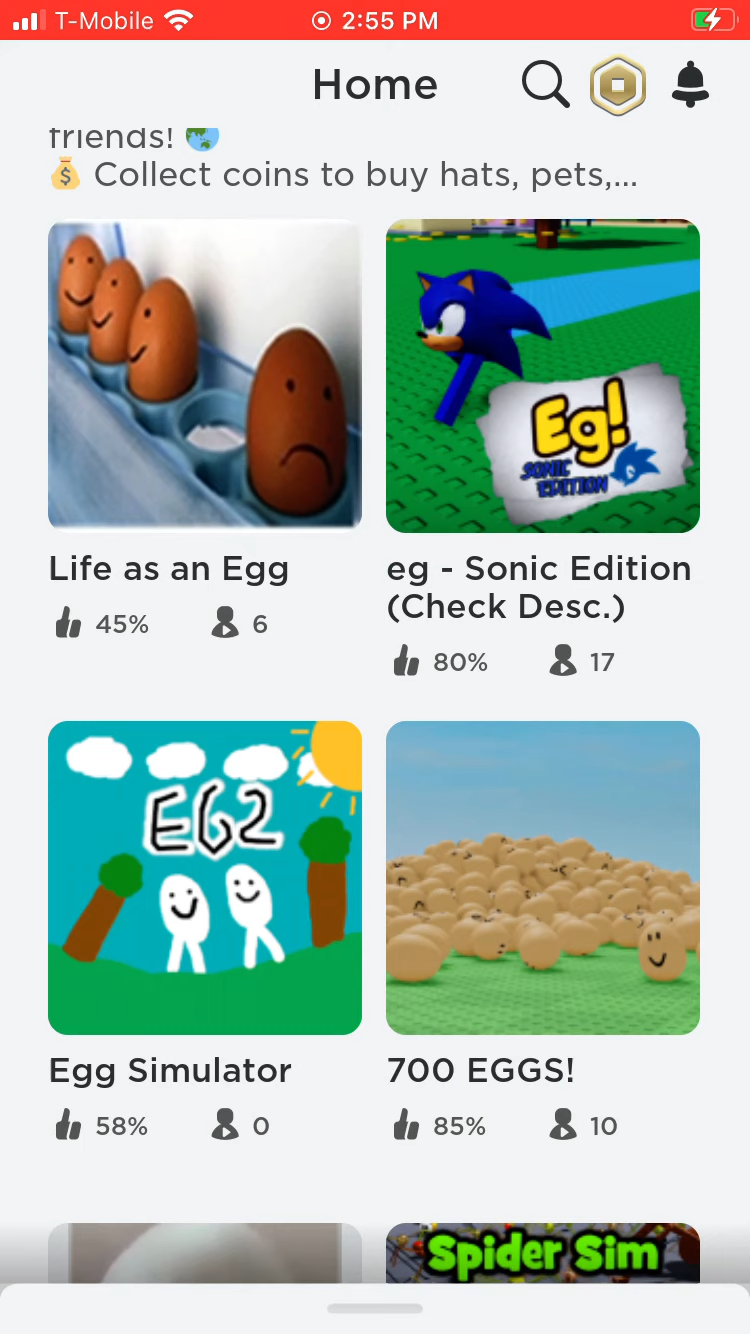 T-Mobile 2:55 PM
Home
friends! 🌏
💰 Collect coins to buy hats, pets,...
Eg!
SONIC
EDITION
Life as an Egg
45% 6
eg - Sonic Edition
(Check Desc.)
80% 17
EG2
Egg Simulator
58% 0
700 EGGS!
85% 10
Spider Sim